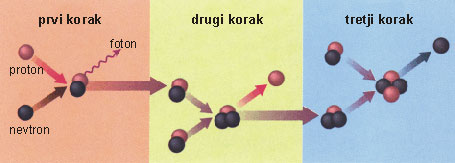 prvi korak
drugi korak
tretji korak
foton
proton
nevtron